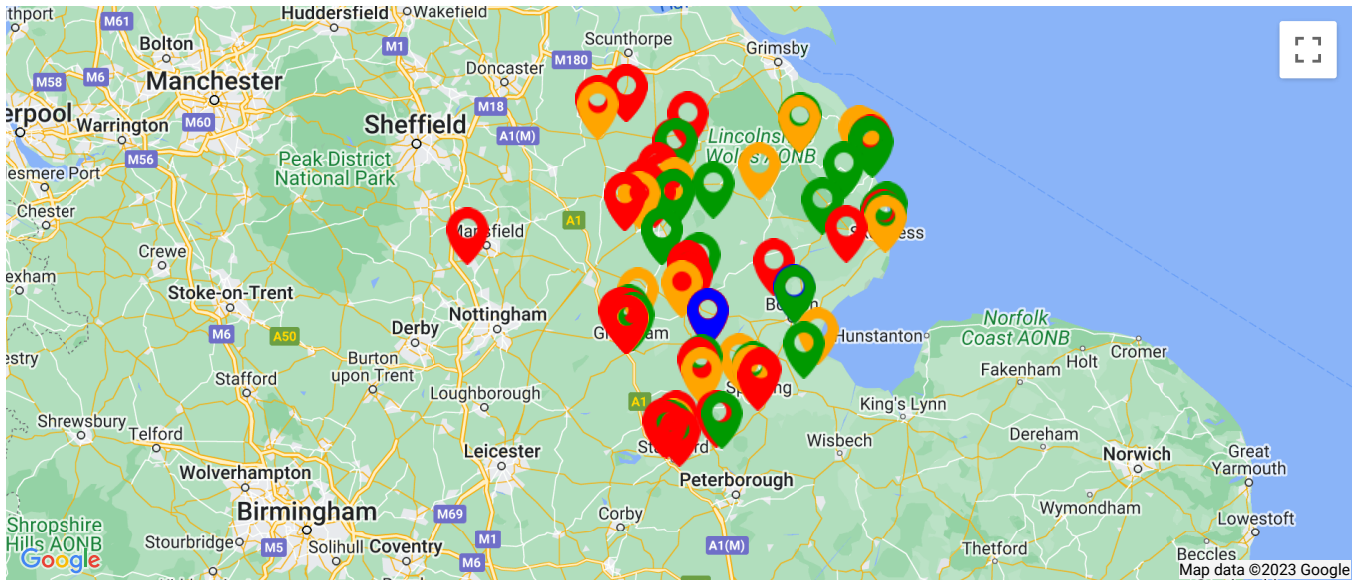 thport
M61
Huddersfield
Wakefield
Bolton
M1
Scunthorpe
Grimsby
M180
M58
M6
Manchester
Doncaster
erpool
Warrington
M60
Sheffield
M18
A1(M)
M56
Lincolns
Wolds AONB
Peak District
National Park
esmere Port
Chester
A1
Mansfield
Crewe
exham
Stoke-on-Trent
Nottingham
M6
A50
Derby
Hunstanton
Norfolk
Coast AONB
Cromer
Holt
Fakenham
estry
Burton
upon Trent
Stafford
Loughborough
A1
King's Lynn
Shrewsbury
Telford
Wisbech
Dereham
Leicester
Norwich
Great
Yarmouth
Wolverhampton
Peterborough
Birmingham
M69
Corby
Wymondham
Lowestoft
Shropshire
Hills AONB
Stourbridge
M5
Solihull
Coventry
M1
M6
A1(M)
Thetford
Beccles
Google
Map data ©2023 Google